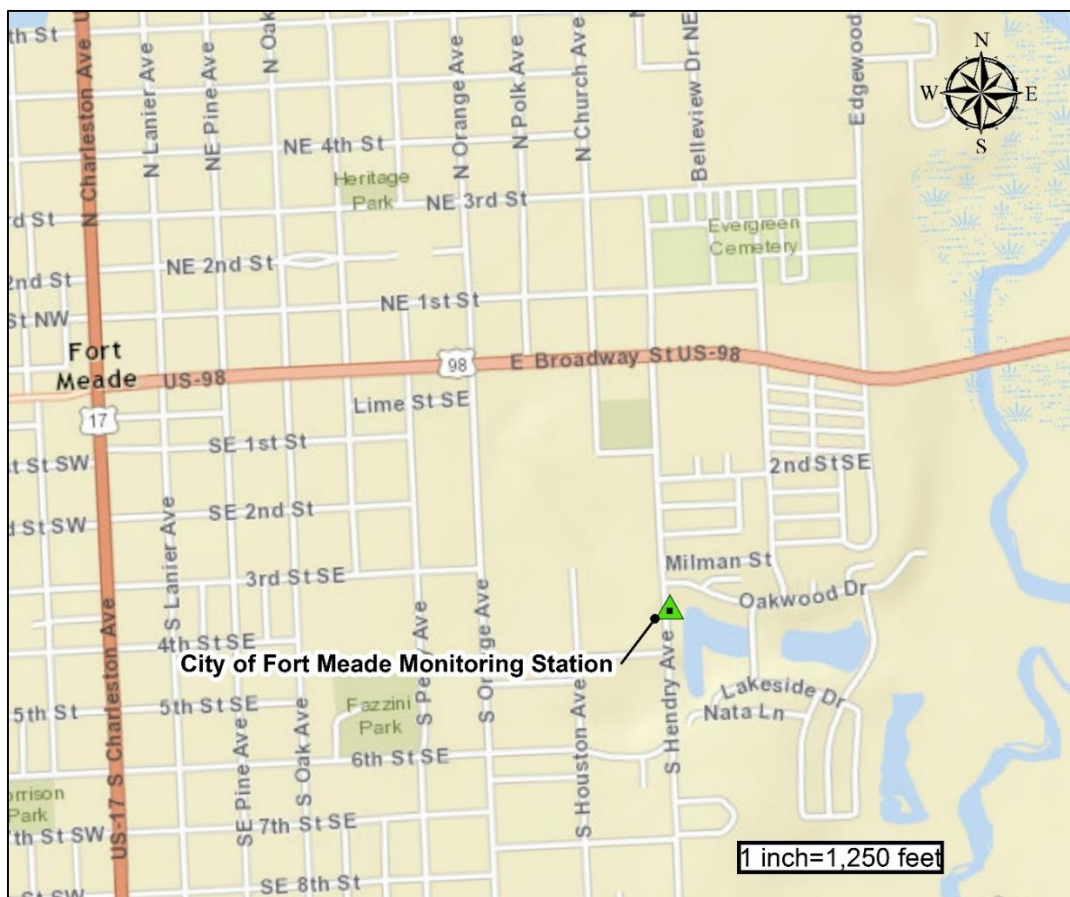 th St
N Charleston Ave
U
N Lanier Ave
NE Pine Ave
N Oak
N Orange Ave
N Polk Ave
N Church Ave
N
Belleview Dr NE
Edgewood
N
W
E
S
NE 4th St
Heritage
Park
rd St
NE 3rd St
Evergreen
Cemetery
2nd St
NE 2nd St
St NW
NE 1st St
Fort
Meade
US-98
98
E Broadway St US-98
17
Lime St SE
st St SW
SE 1st St
2nd St SE
d St SW
SE 2nd St
S Lanier Ave
3rd St SE
Milman St
Oakwood Dr
4th St SE
City of Fort Meade Monitoring Station
S Orange Ave
S Houston Ave
S Hendry Ave
Lakeside Dr
Nata Ln
5th St
5th St SE
Fazzini
Park
6th St SE
SE Pine Ave
S Oak Ave
US-17 S Charleston Ave
orrison
Park
7th St SW
7th St SE
1 inch=1,250 feet
St SW
SE 8th St